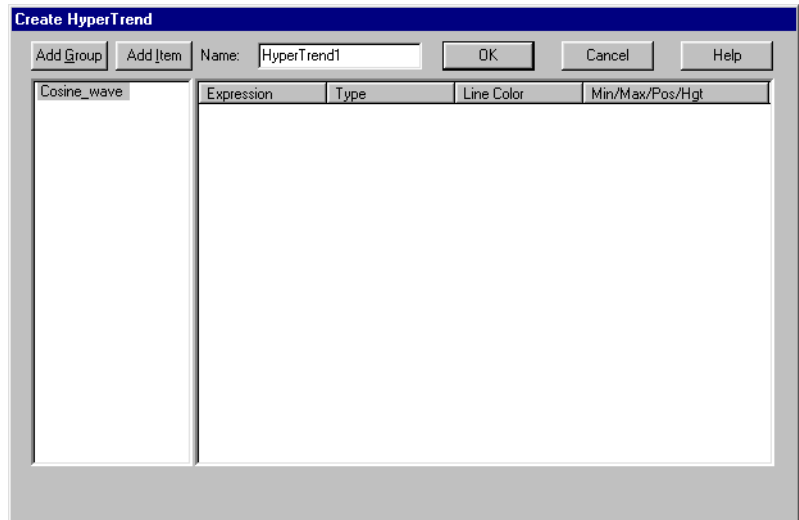 Create HyperTrend
Add Group Add Item Name: HyperTrend1 OK Cancel Help
Cosine_wave Expression Type Line Color Min/Max/Pos/Hgt